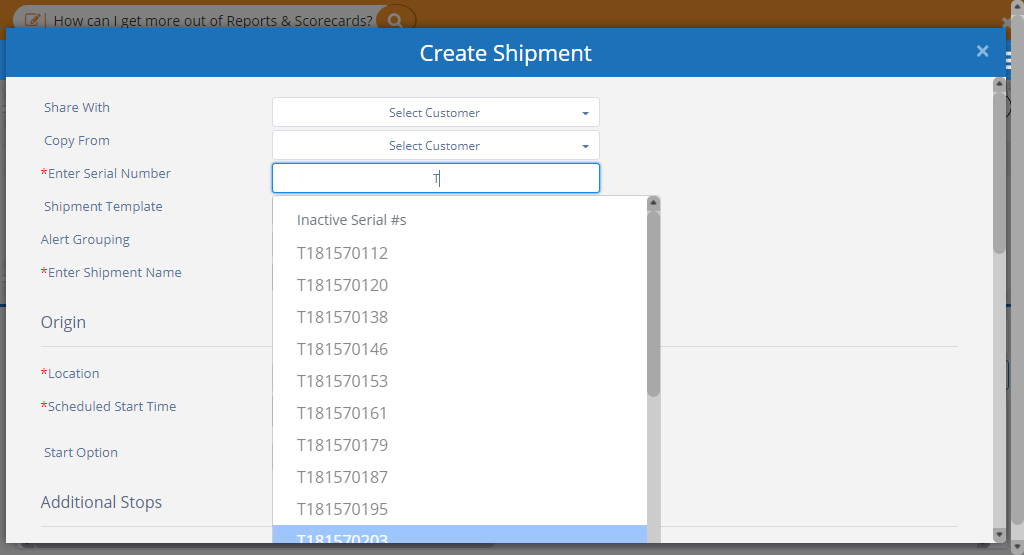 How can I get more out of Reports & Scorecards?
Create Shipment ×
Share With
Select Customer
Copy From
Select Customer
*Enter Serial Number
T
Shipment Template
Alert Grouping
*Enter Shipment Name
Inactive Serial #s
T181570112
T181570120
T181570138
T181570146
T181570153
T181570161
T181570179
T181570187
T181570195
T181570203
Origin
*Location
*Scheduled Start Time
Start Option
Additional Stops